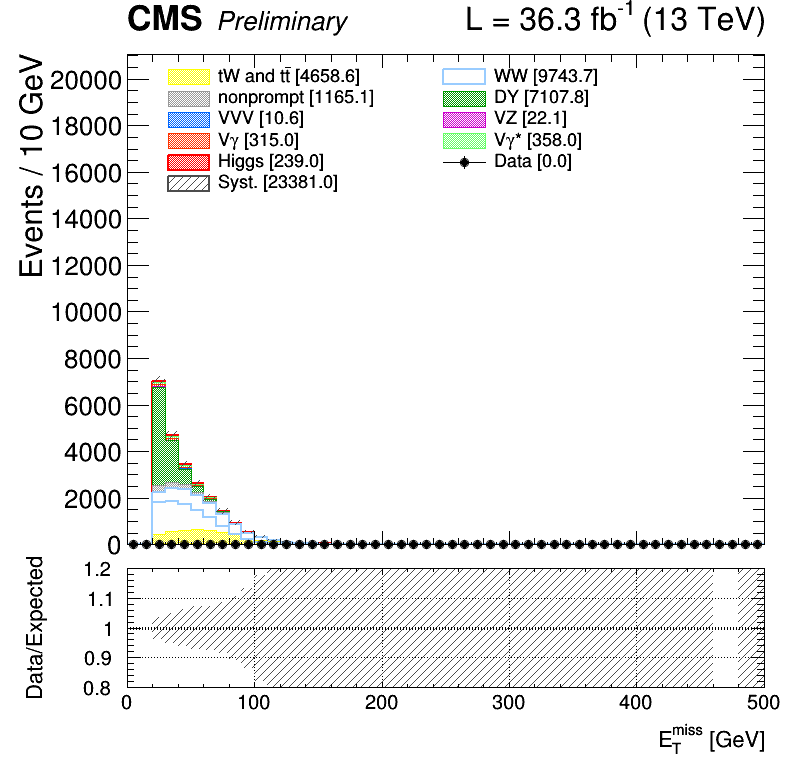 CMS Preliminary L = 36.3 fb⁻¹ (13 TeV)
Events / 10 GeV
20000
18000
16000
14000
12000
10000
8000
6000
4000
2000
0
tW and tt̄ [4658.6]
nonprompt [1165.1]
VVV [10.6]
Vγ [315.0]
Higgs [239.0]
Syst. [23381.0]
WW [9743.7]
DY [7107.8]
VZ [22.1]
Vγ* [358.0]
Data [0.0]
Data/Expected
1.2
1.1
1
0.9
0.8
0 100 200 300 400 500
E_T^miss [GeV]